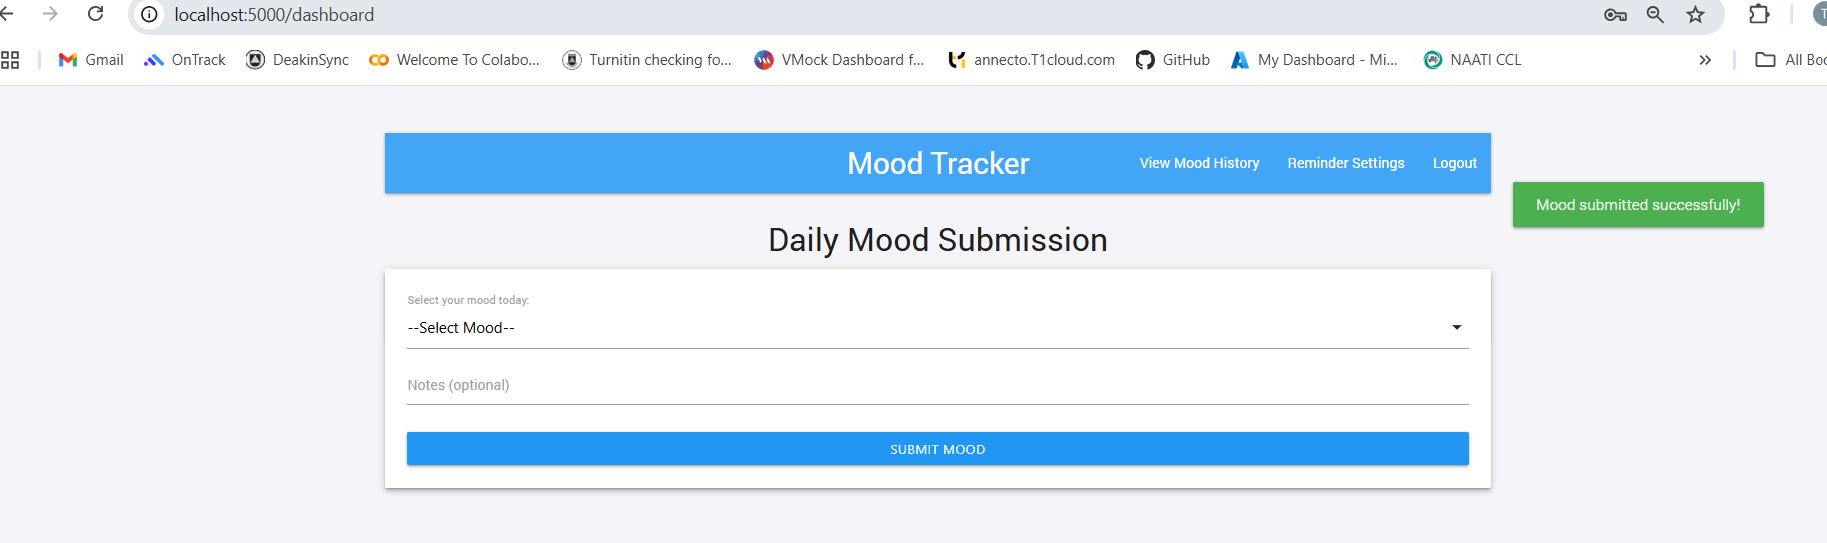 localhost:5000/dashboard
Gmail OnTrack DeakinSync Welcome To Colabo... Turnitin checking fo... VMock Dashboard f... annecto.T1cloud.com GitHub My Dashboard - Mi... NAATI CCL » All Boo
Mood Tracker View Mood History Reminder Settings Logout
Mood submitted successfully!
Daily Mood Submission
Select your mood today:
--Select Mood--
Notes (optional)
SUBMIT MOOD